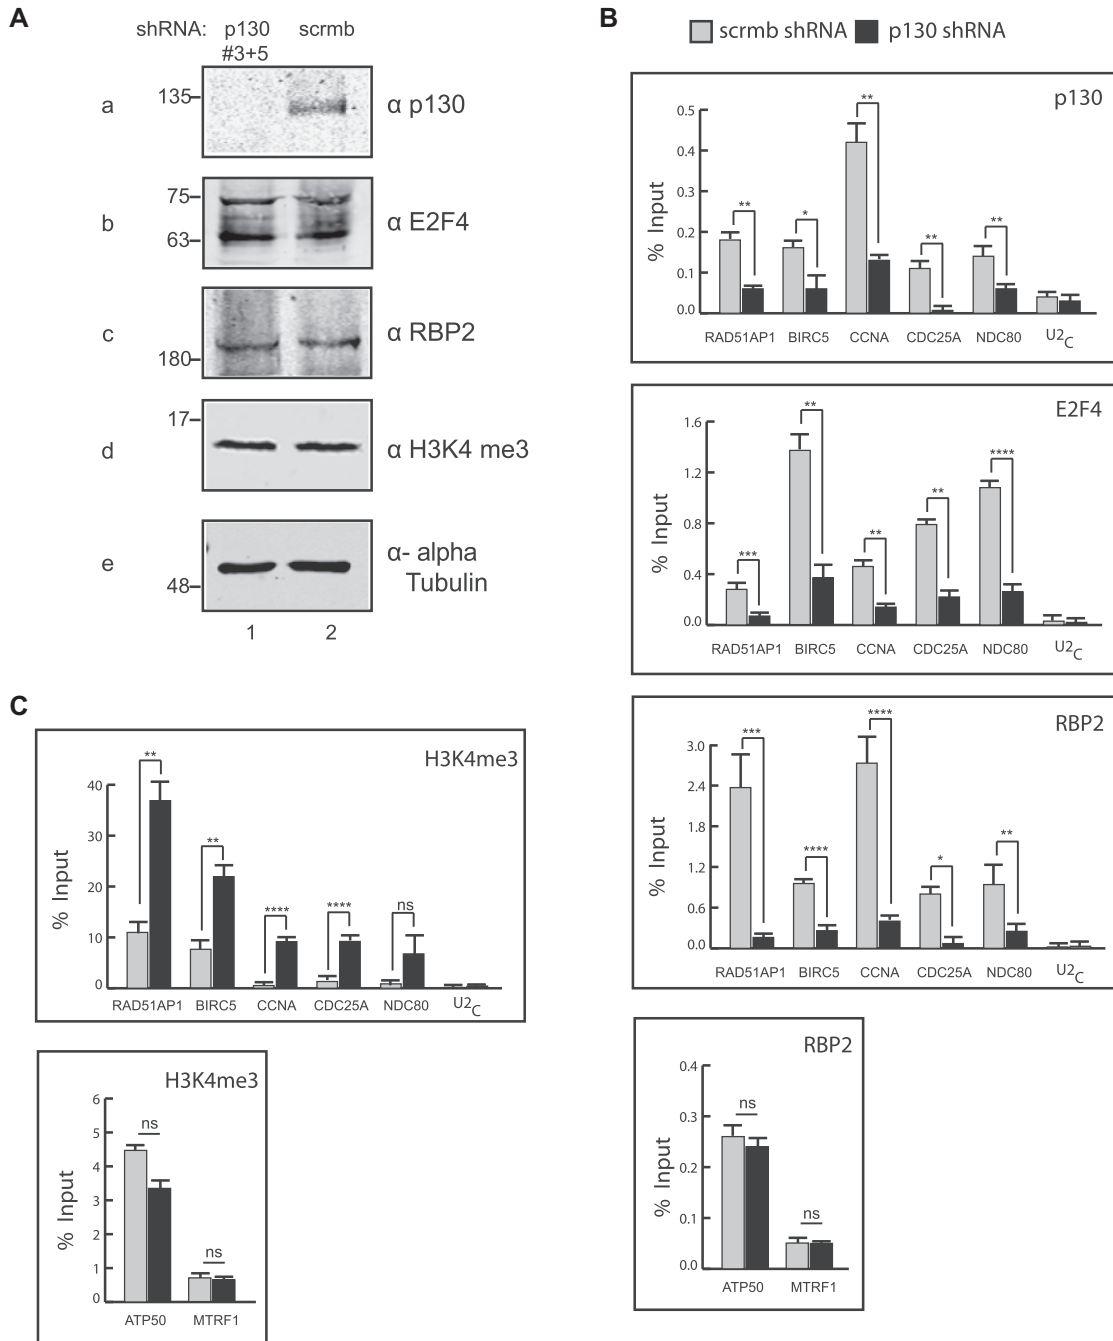 A
shRNA: p130 scrmb
#3+5
a
135
α p130
b
75
63
α E2F4
c
180
α RBP2
d
17
α H3K4 me3
e
48
α- alpha
Tubulin
1 2
B
scrmb shRNA p130 shRNA
p130
% Input
0.5
0.4
0.3
0.2
0.1
0.0
** * ** ** **
RAD51AP1 BIRC5 CCNA CDC25A NDC80 U2C
E2F4
% Input
1.6
1.2
0.8
0.4
0.0
*** ** ** ** ****
RAD51AP1 BIRC5 CCNA CDC25A NDC80 U2C
RBP2
% Input
3.0
2.4
1.8
1.2
0.6
0.0
*** **** **** * **
RAD51AP1 BIRC5 CCNA CDC25A NDC80 U2C
RBP2
% Input
0.4
0.3
0.2
0.1
0.0
ns ns
ATP50 MTRF1
C
H3K4me3
% Input
40
30
20
10
0
** ** **** **** ns
RAD51AP1 BIRC5 CCNA CDC25A NDC80 U2C
H3K4me3
% Input
6
5
4
3
2
1
0
ns ns
ATP50 MTRF1